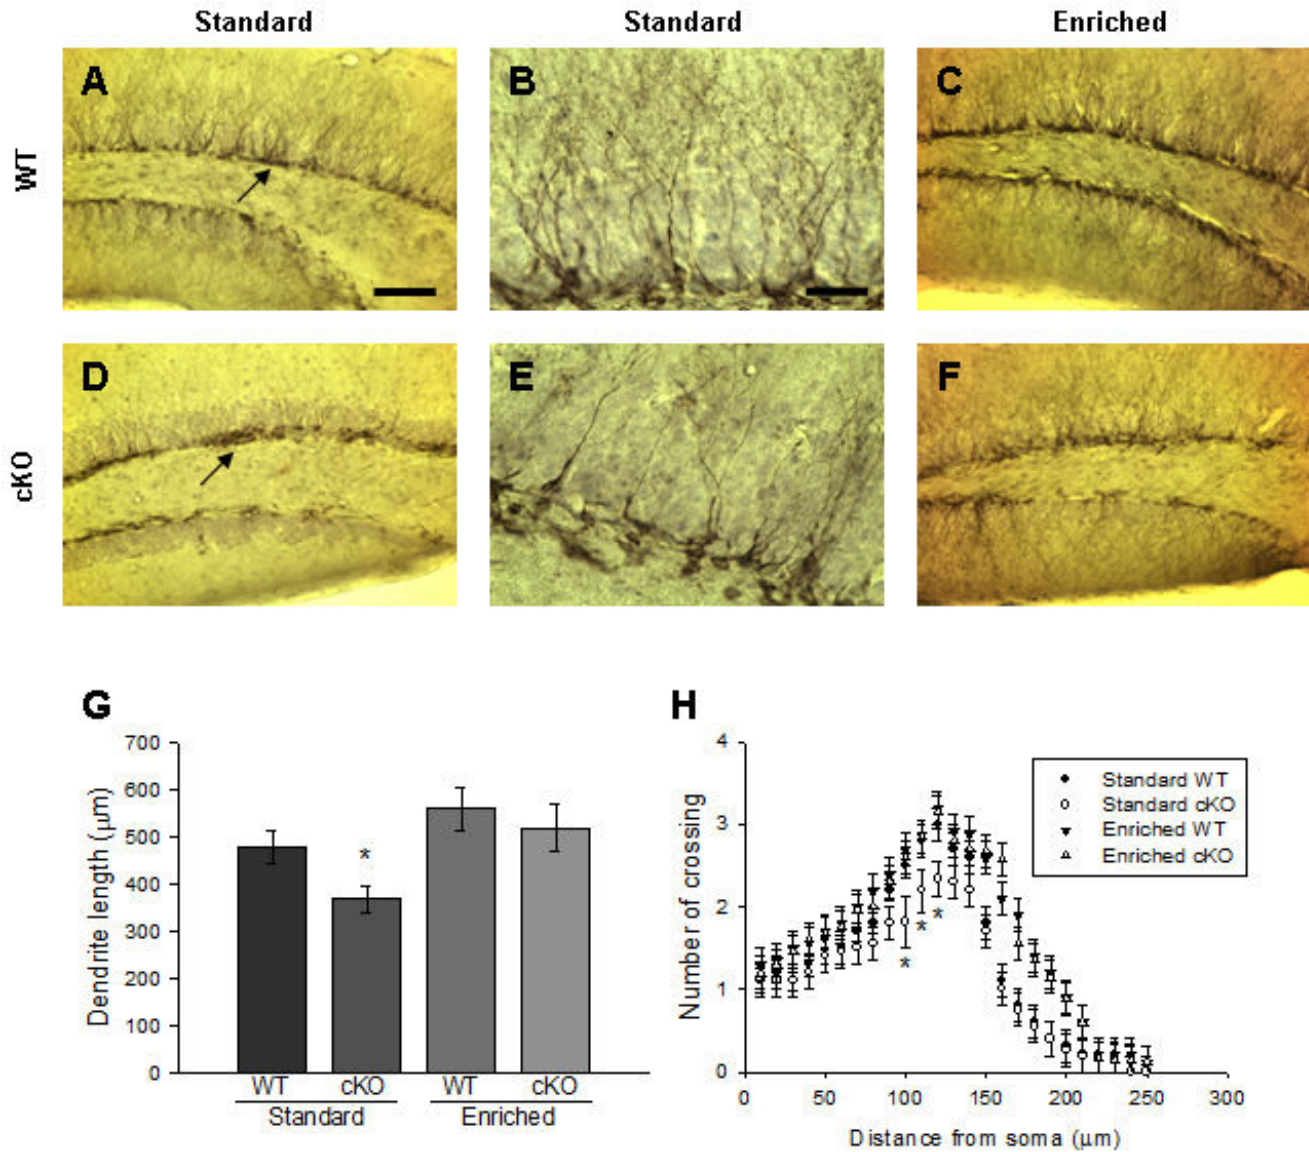 Standard Standard Enriched
WT
A B C
cKO
D E F
G
Dendrite length (μm)
700
600
500
400
300
200
100
0
*
WT cKO WT cKO
Standard Enriched
H
Number of crossing
4
3
2
1
0
Standard WT
Standard cKO
Enriched WT
Enriched cKO
* * *
0 50 100 150 200 250 300
Distance from soma (μm)